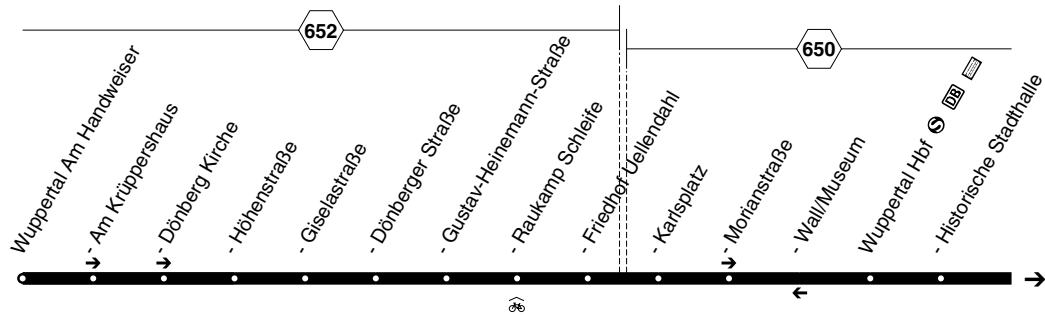 652
650
Wuppertal Am Handweiser
- Am Krüppershaus
- Dönberg Kirche
- Höhenstraße
- Giselastraße
- Dönberger Straße
- Gustav-Heinemann-Straße
- Raukamp Schleife
- Friedhof Uellendahl
- Karlsplatz
- Morianstraße
- Wall/Museum
Wuppertal Hbf S DB
- Historische Stadthalle